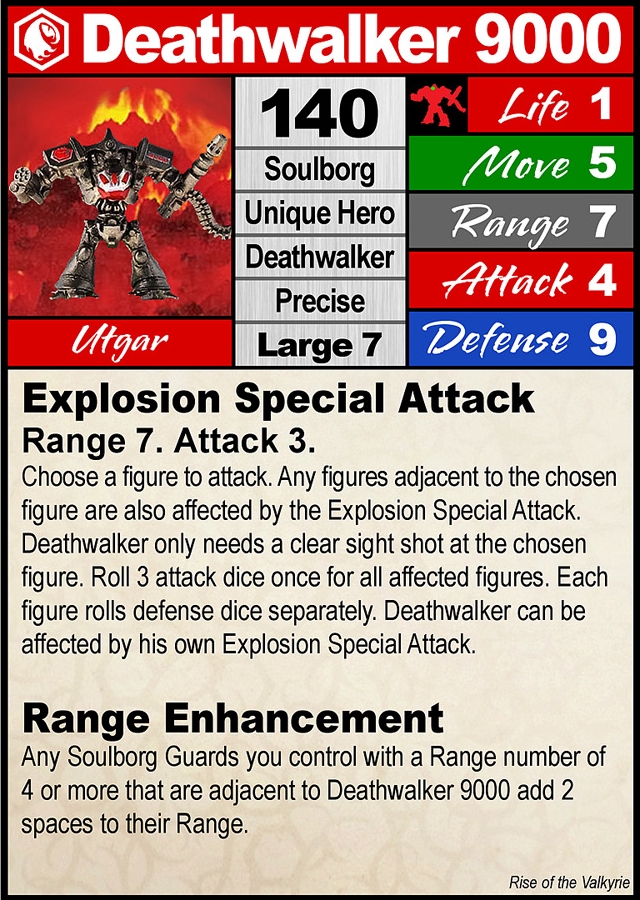 Deathwalker 9000
140
Soulborg
Unique Hero
Deathwalker
Precise
Large 7
Utgar
Life 1
Move 5
Range 7
Attack 4
Defense 9
Explosion Special Attack
Range 7. Attack 3.
Choose a figure to attack. Any figures adjacent to the chosen
figure are also affected by the Explosion Special Attack.
Deathwalker only needs a clear sight shot at the chosen
figure. Roll 3 attack dice once for all affected figures. Each
figure rolls defense dice separately. Deathwalker can be
affected by his own Explosion Special Attack.
Range Enhancement
Any Soulborg Guards you control with a Range number of
4 or more that are adjacent to Deathwalker 9000 add 2
spaces to their Range.
Rise of the Valkyrie